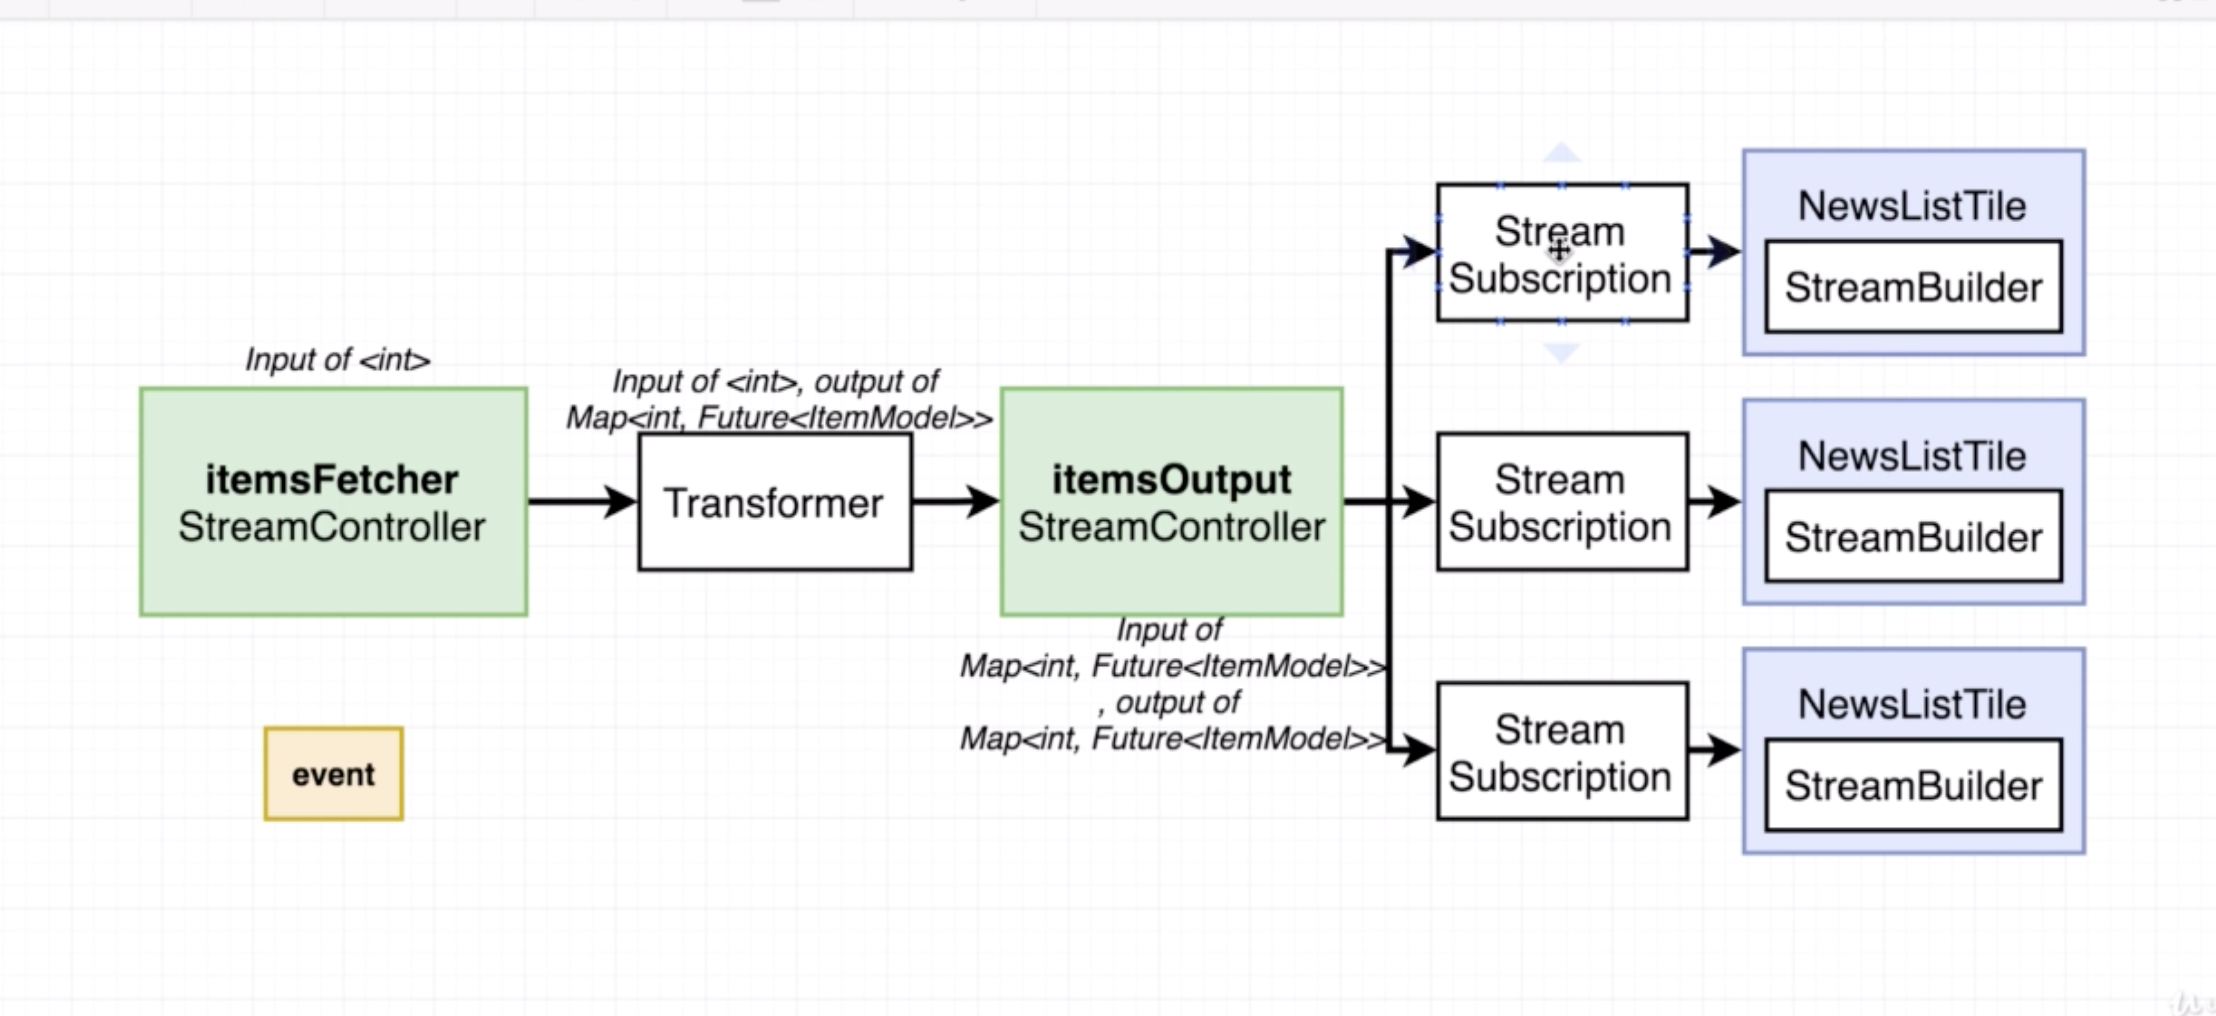 Input of <int>
itemsFetcher
StreamController
Input of <int>, output of
Map<int, Future<ItemModel>>
Transformer
itemsOutput
StreamController
Input of
Map<int, Future<ItemModel>>
, output of
Map<int, Future<ItemModel>>
Stream
Subscription
NewsListTile
StreamBuilder
Stream
Subscription
NewsListTile
StreamBuilder
Stream
Subscription
NewsListTile
StreamBuilder
event